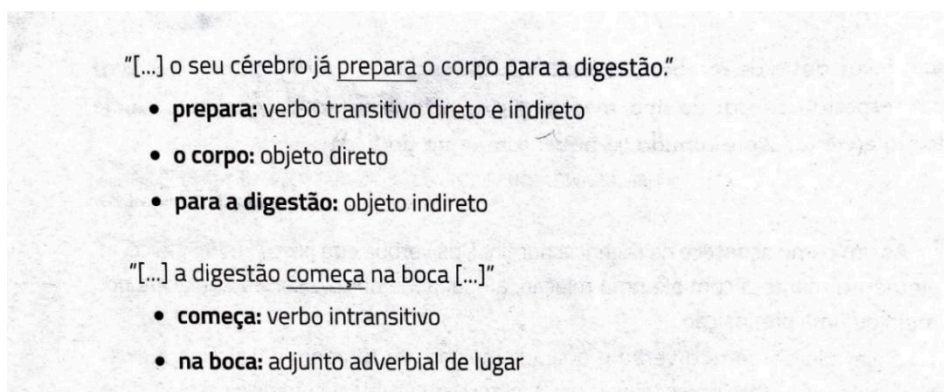 "[...] o seu cérebro já prepara o corpo para a digestão."
• prepara: verbo transitivo direto e indireto
• o corpo: objeto direto
• para a digestão: objeto indireto
"[...] a digestão começa na boca [...]"
• começa: verbo intransitivo
• na boca: adjunto adverbial de lugar